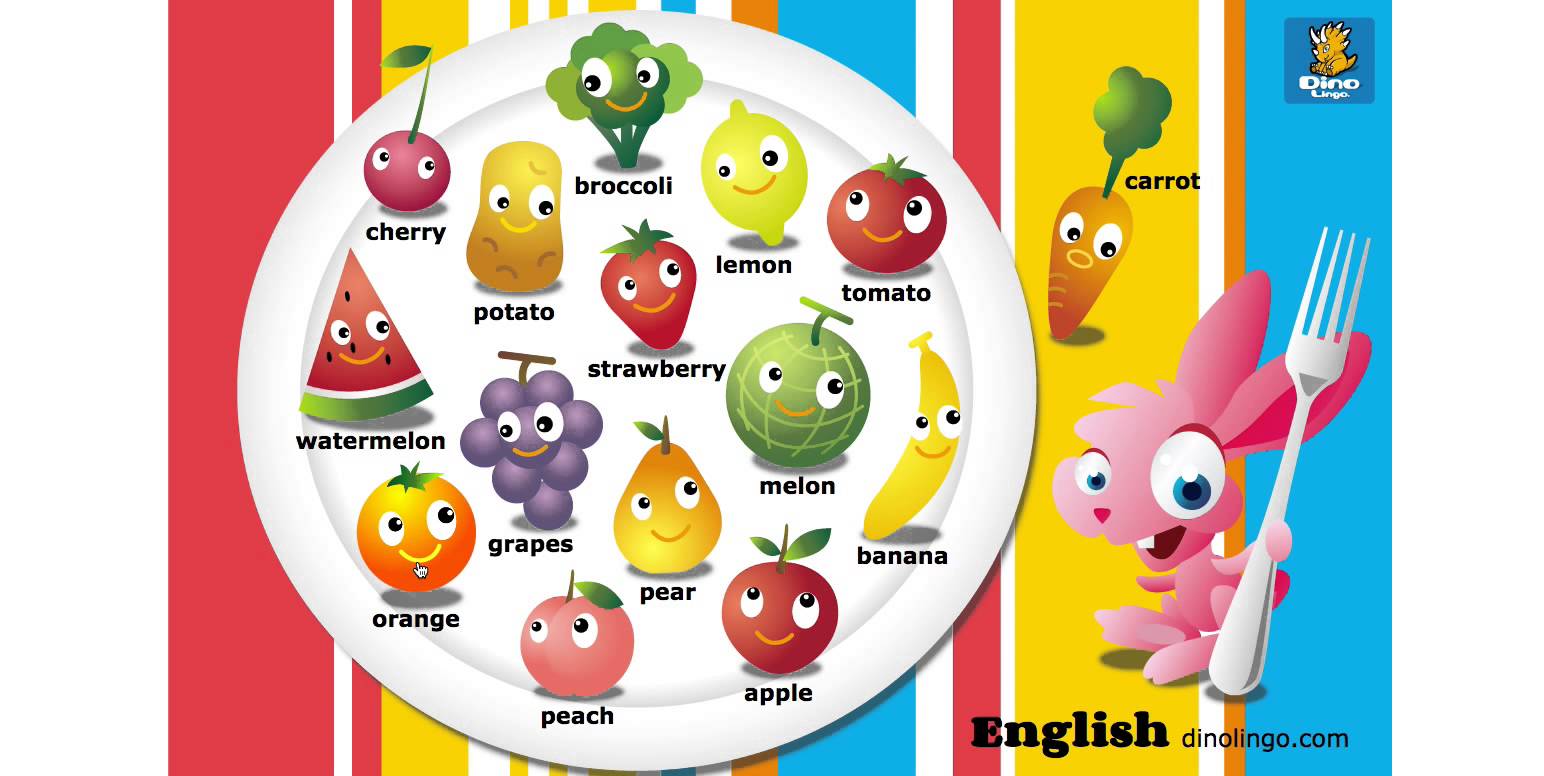 Dino
Lingo.
broccoli
carrot
cherry
lemon
tomato
potato
strawberry
watermelon
melon
grapes
banana
pear
orange
apple
peach
English dinolingo.com